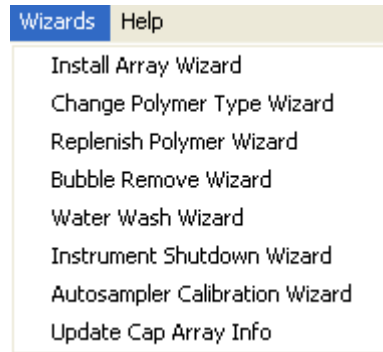 Wizards Help
Install Array Wizard
Change Polymer Type Wizard
Replenish Polymer Wizard
Bubble Remove Wizard
Water Wash Wizard
Instrument Shutdown Wizard
Autosampler Calibration Wizard
Update Cap Array Info